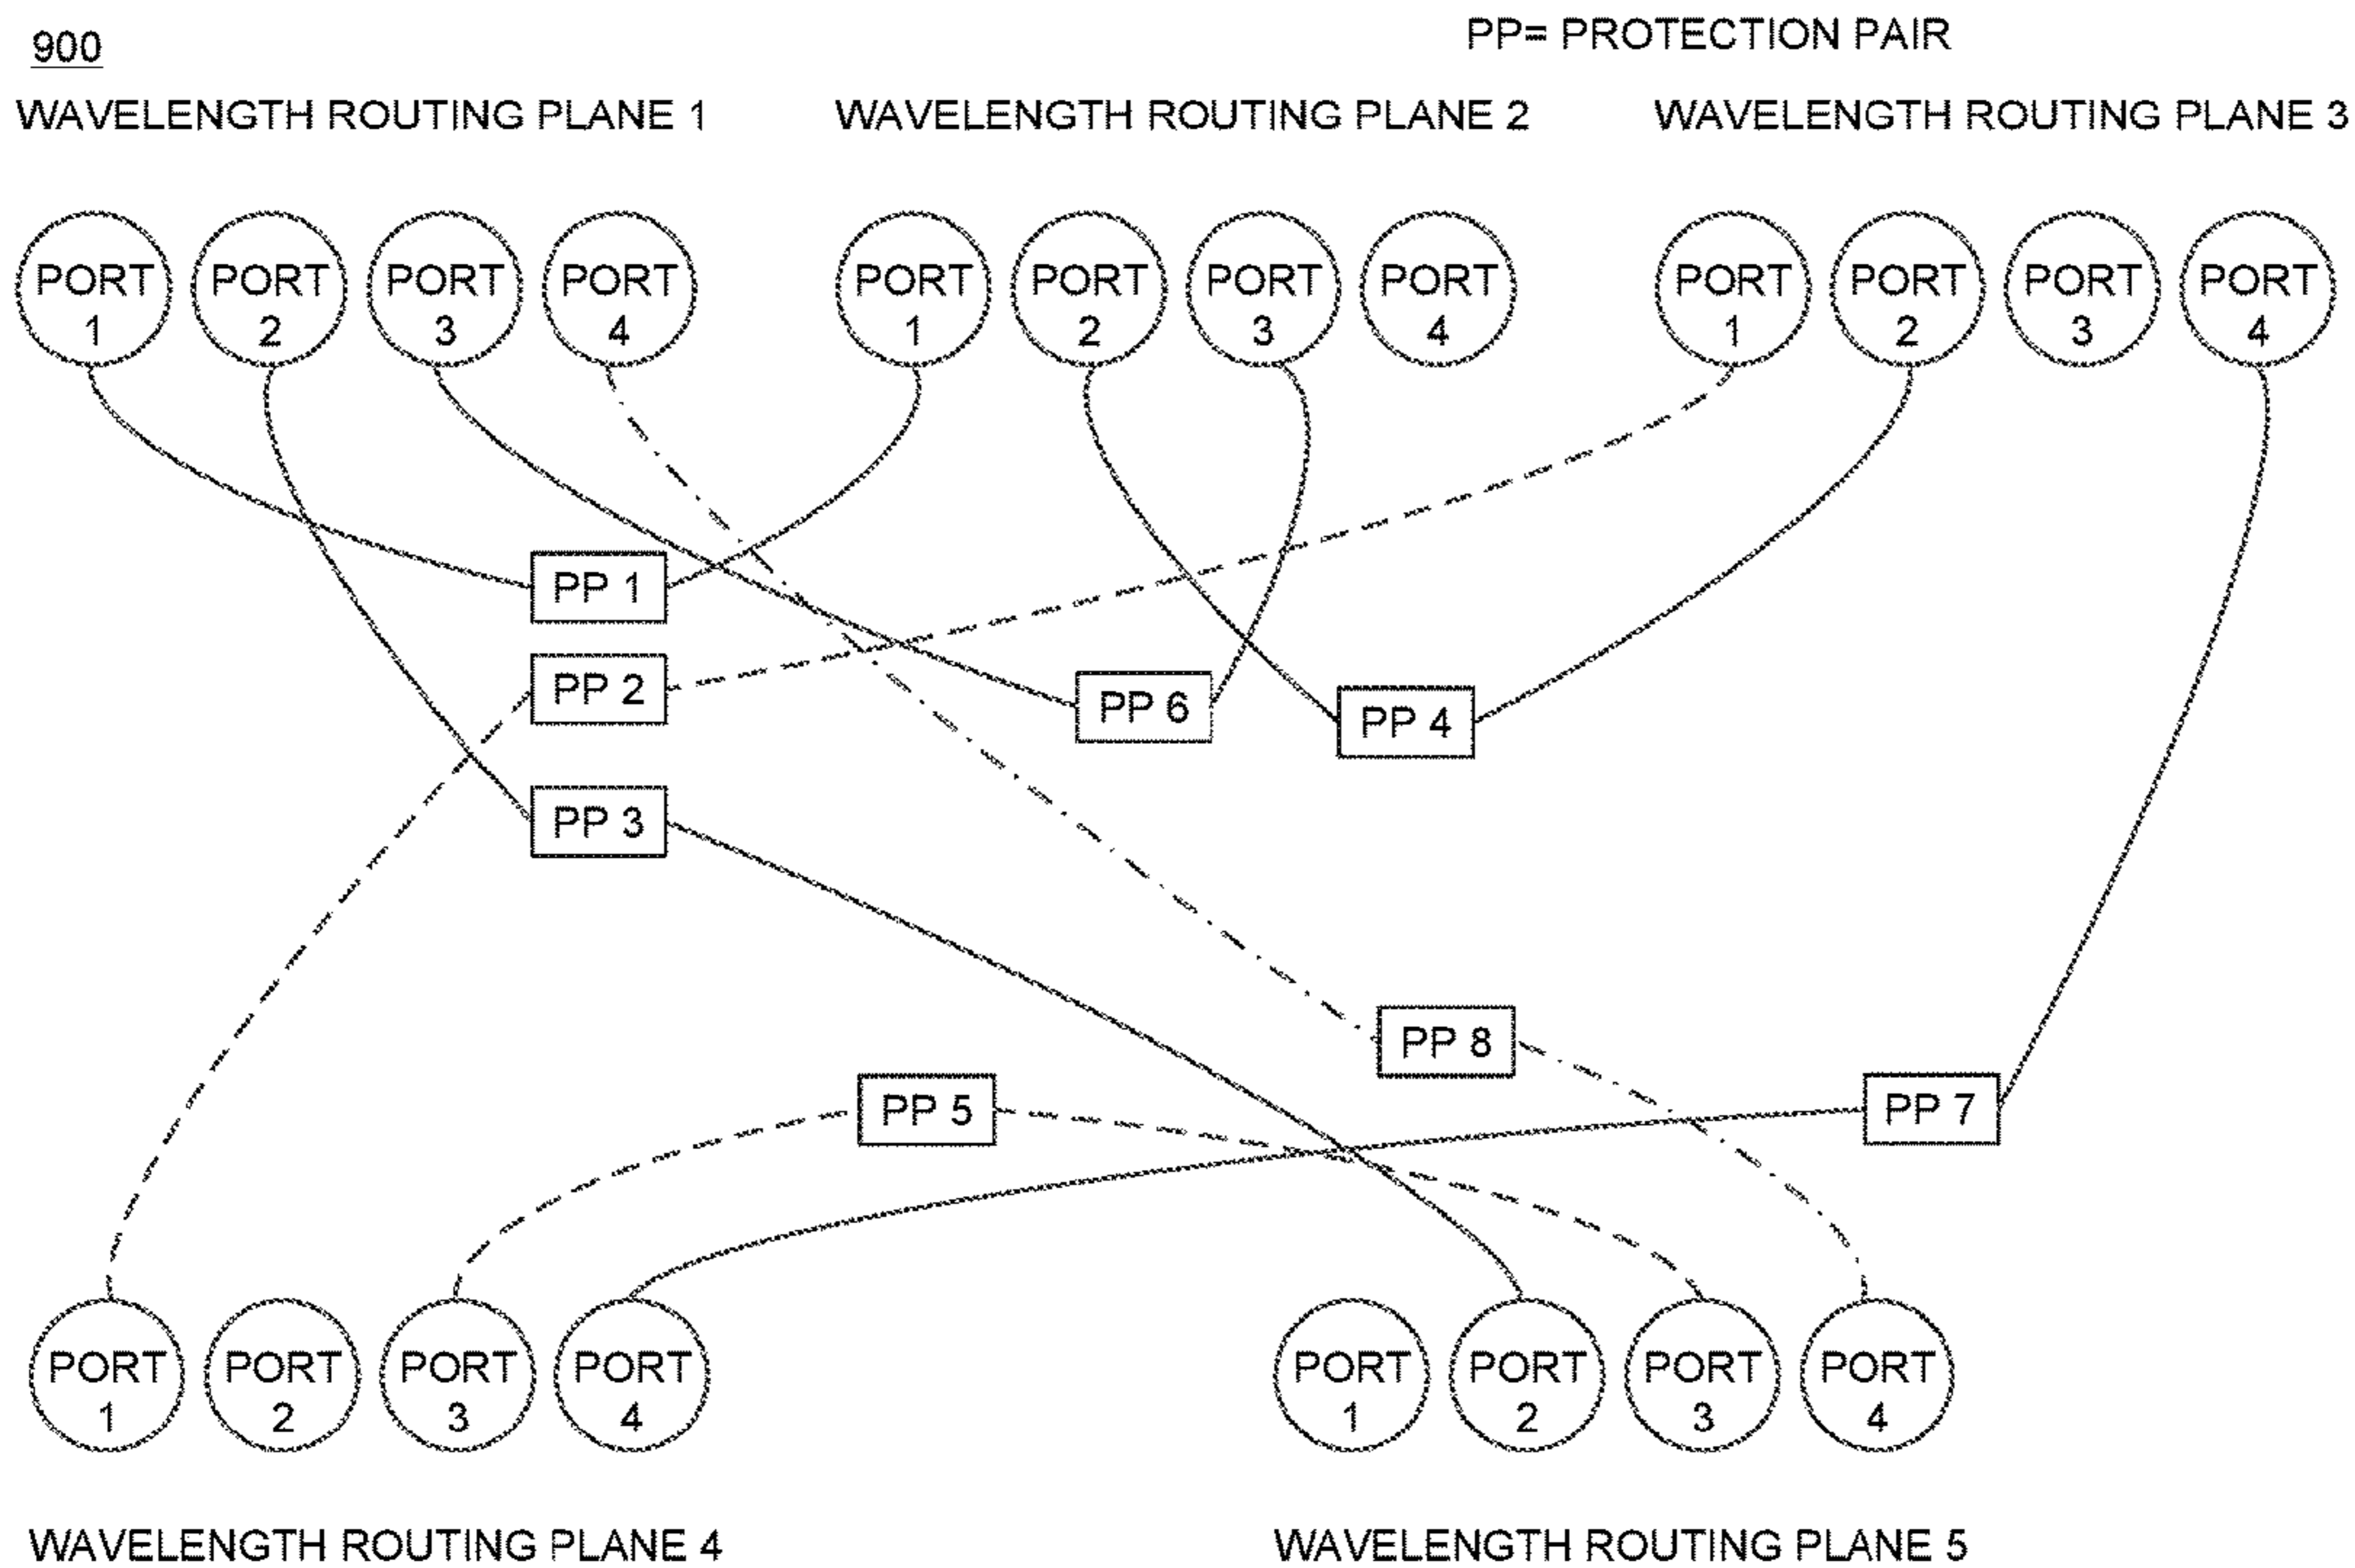 900
PP= PROTECTION PAIR
WAVELENGTH ROUTING PLANE 1
WAVELENGTH ROUTING PLANE 2
WAVELENGTH ROUTING PLANE 3
PORT
1
PORT
2
PORT
3
PORT
4
PORT
1
PORT
2
PORT
3
PORT
4
PORT
1
PORT
2
PORT
3
PORT
4
PP 1
PP 2
PP 6
PP 4
PP 3
PP 8
PP 5
PP 7
PORT
1
PORT
2
PORT
3
PORT
4
PORT
1
PORT
2
PORT
3
PORT
4
WAVELENGTH ROUTING PLANE 4
WAVELENGTH ROUTING PLANE 5